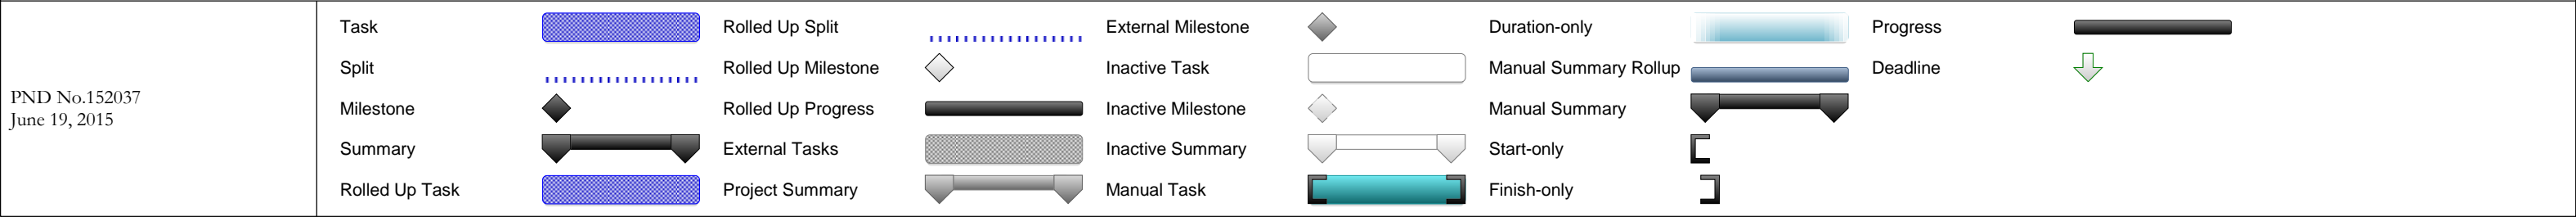 PND No.152037
June 19, 2015
Task
Split
Milestone
Summary
Rolled Up Task
Rolled Up Split
Rolled Up Milestone
Rolled Up Progress
External Tasks
Project Summary
External Milestone
Inactive Task
Inactive Milestone
Inactive Summary
Manual Task
Duration-only
Manual Summary Rollup
Manual Summary
Start-only
Finish-only
Progress
Deadline